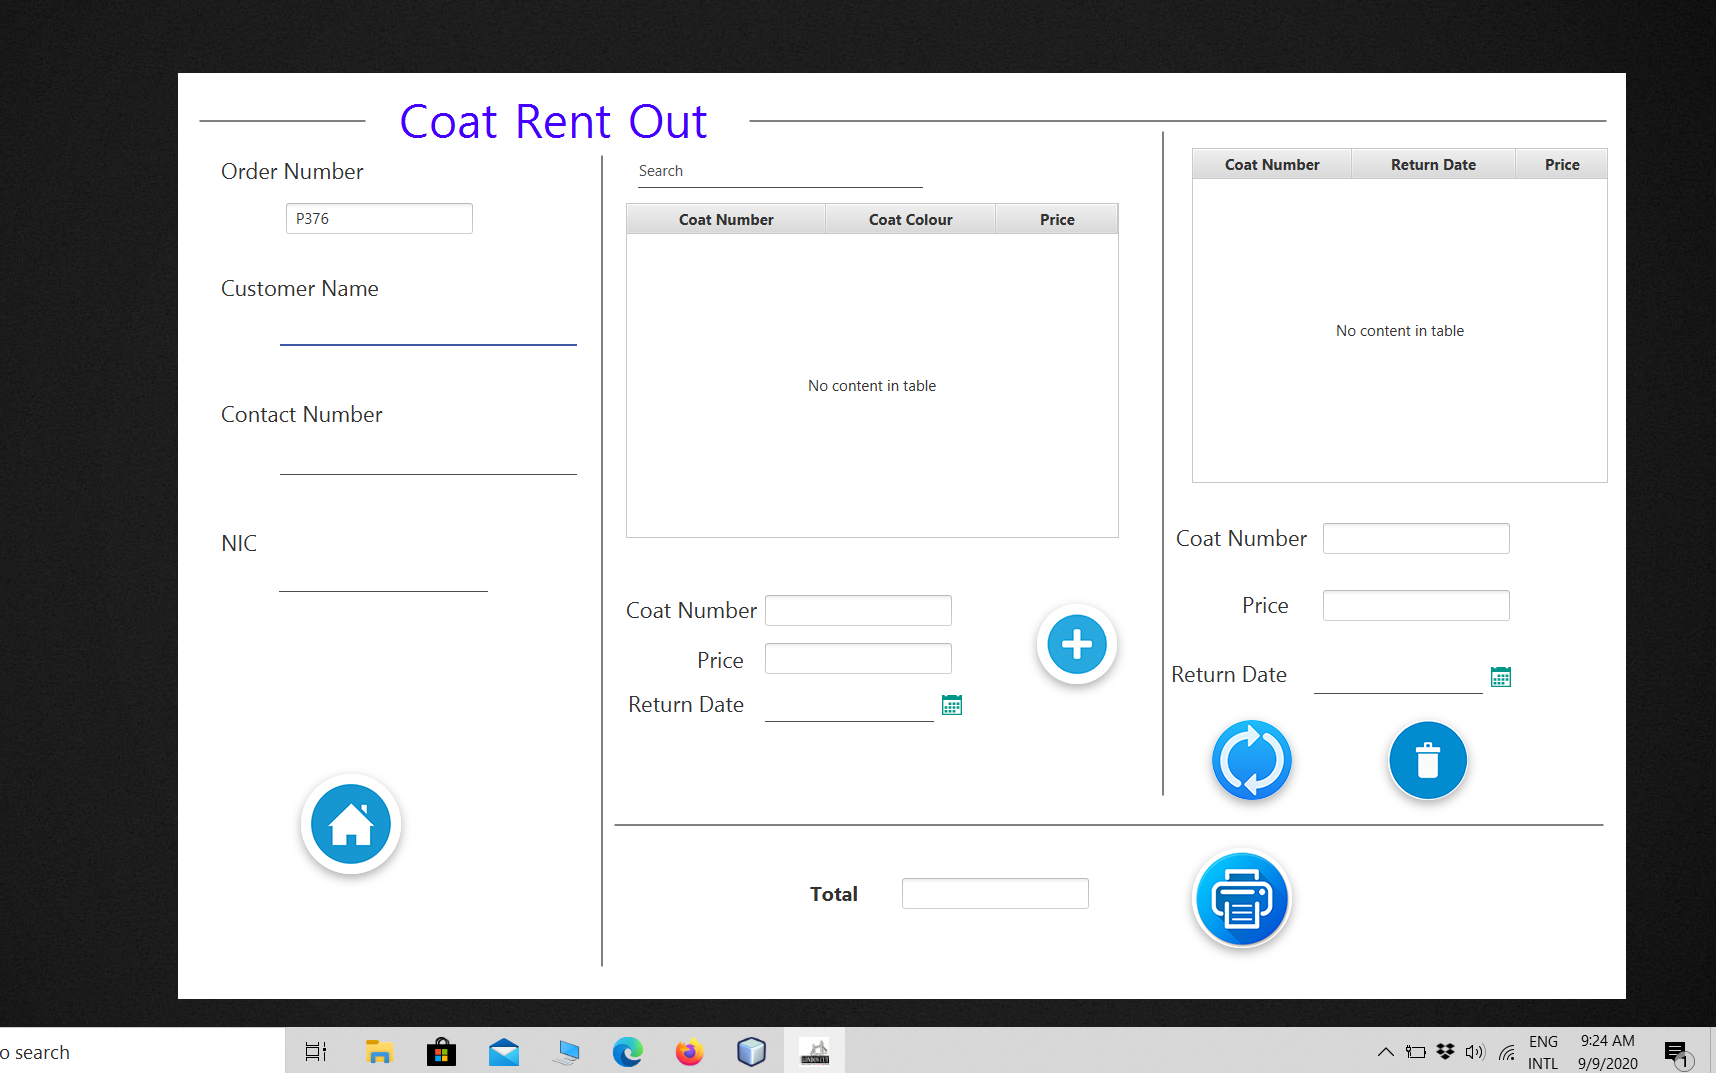 Coat Rent Out
Order Number
P376
Customer Name
Contact Number
NIC
Search
Coat Number Coat Colour Price
No content in table
Coat Number
Price
Return Date
Coat Number Return Date Price
No content in table
Coat Number
Price
Return Date
Total
o search
LONDON CUT
ENG
INTL
9:24 AM
9/9/2020
1